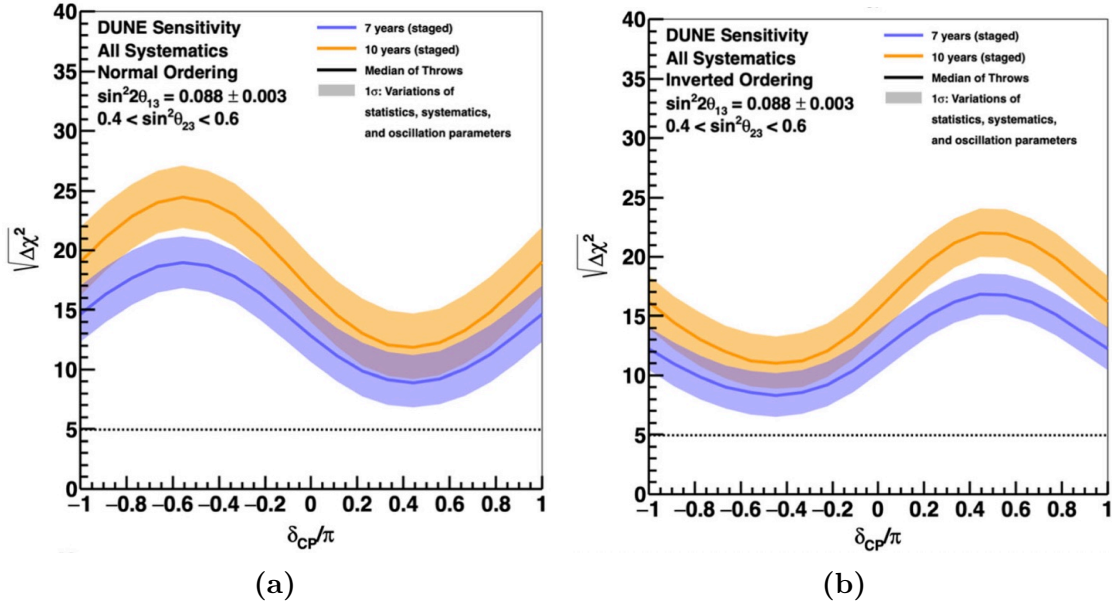 DUNE Sensitivity
All Systematics
Normal Ordering
sin²2θ₁₃ = 0.088 ± 0.003
0.4 < sin²θ₂₃ < 0.6
7 years (staged)
10 years (staged)
Median of Throws
1σ: Variations of
statistics, systematics,
and oscillation parameters
√Δχ²
40
35
30
25
20
15
10
5
0
−1 −0.8 −0.6 −0.4 −0.2 0 0.2 0.4 0.6 0.8 1
δCP/π
(a)
DUNE Sensitivity
All Systematics
Inverted Ordering
sin²2θ₁₃ = 0.088 ± 0.003
0.4 < sin²θ₂₃ < 0.6
7 years (staged)
10 years (staged)
Median of Throws
1σ: Variations of
statistics, systematics,
and oscillation parameters
√Δχ²
40
35
30
25
20
15
10
5
0
−1 −0.8 −0.6 −0.4 −0.2 0 0.2 0.4 0.6 0.8 1
δCP/π
(b)